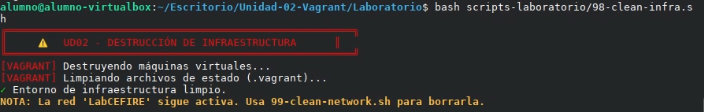 alumno@alumno-virtualbox:~/Escritorio/Unidad-02-Vagrant/Laboratorio$ bash scripts-laboratorio/98-clean-infra.s
h
⚠ UD02 - DESTRUCCIÓN DE INFRAESTRUCTURA
[VAGRANT] Destruyendo máquinas virtuales...
[VAGRANT] Limpiando archivos de estado (.vagrant)...
✓ Entorno de infraestructura limpio.
NOTA: La red 'LabCEFIRE' sigue activa. Usa 99-clean-network.sh para borrarla.